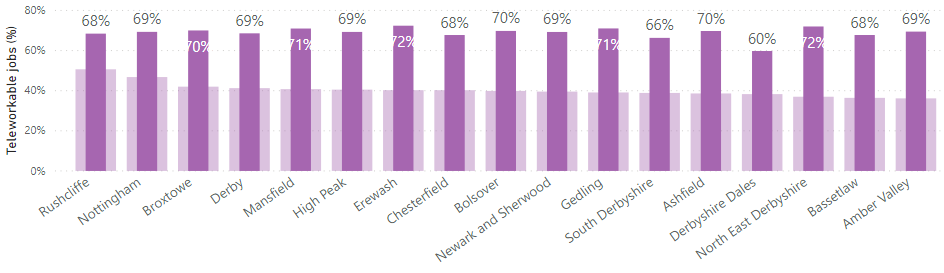 Teleworkable jobs (%)
80%
60%
40%
20%
0%
68%
69%
70%
69%
71%
69%
72%
68%
70%
69%
71%
66%
70%
60%
72%
68%
69%
Rushcliffe
Nottingham
Broxtowe
Derby
Mansfield
High Peak
Erewash
Chesterfield
Bolsover
Newark and Sherwood
Gedling
South Derbyshire
Ashfield
Derbyshire Dales
North East Derbyshire
Bassetlaw
Amber Valley